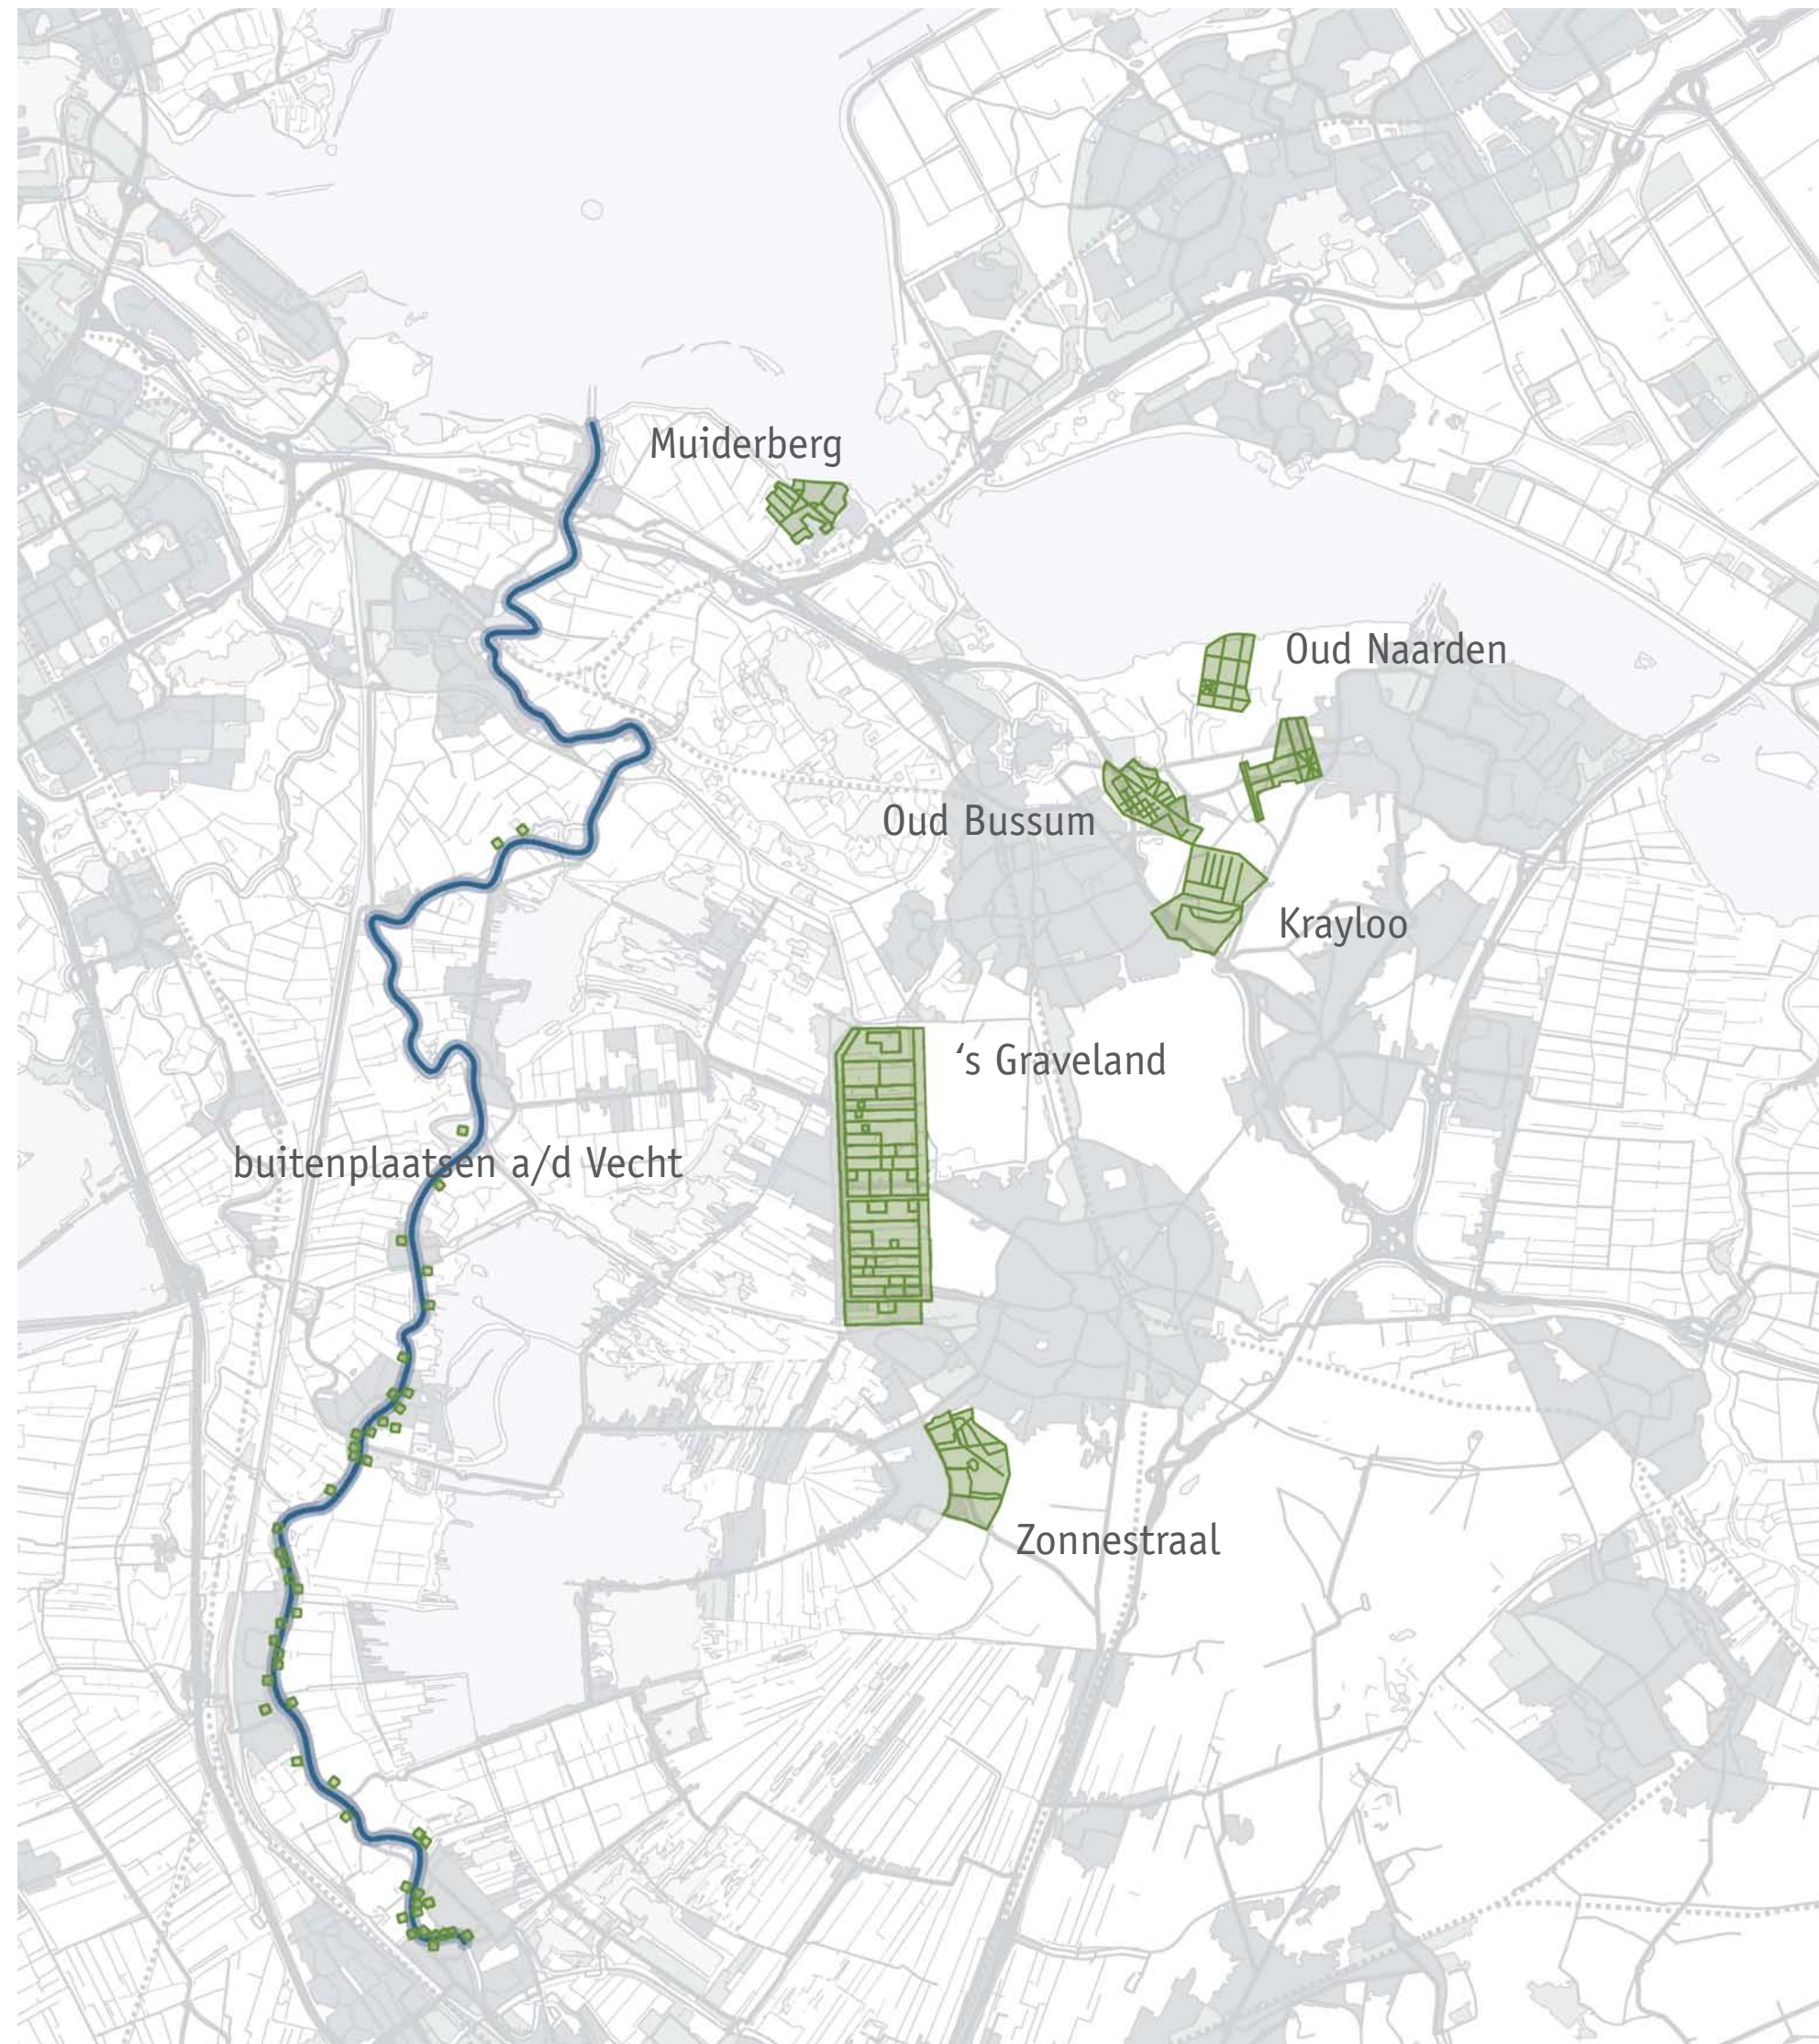 Muiderberg
Oud Naarden
Oud Bussum
Krayloo
‘s Graveland
buitenplaatsen a/d Vecht
Zonnestraal